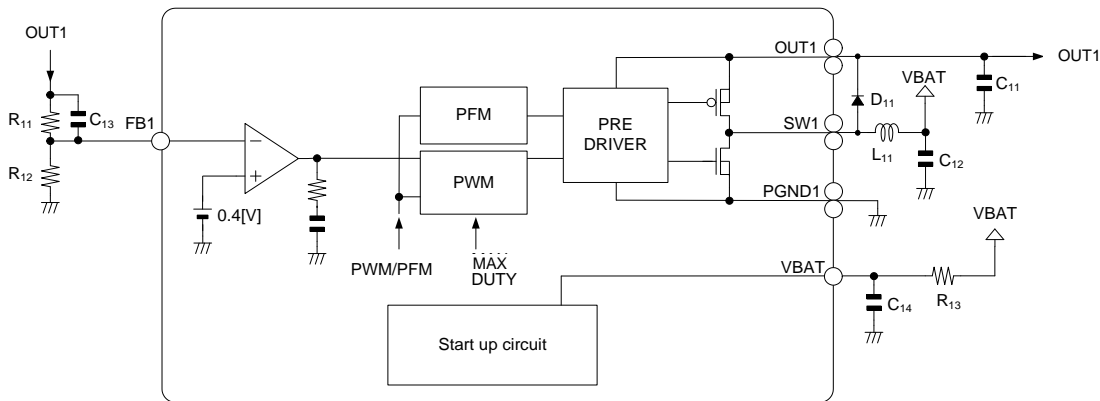 OUT1
R11
C13
FB1
R12
0.4[V]
PFM
PWM
PWM/PFM
MAX
DUTY
PRE
DRIVER
Start up circuit
OUT1
SW1
PGND1
VBAT
D11
VBAT
L11
C11
C12
OUT1
VBAT
C14
R13